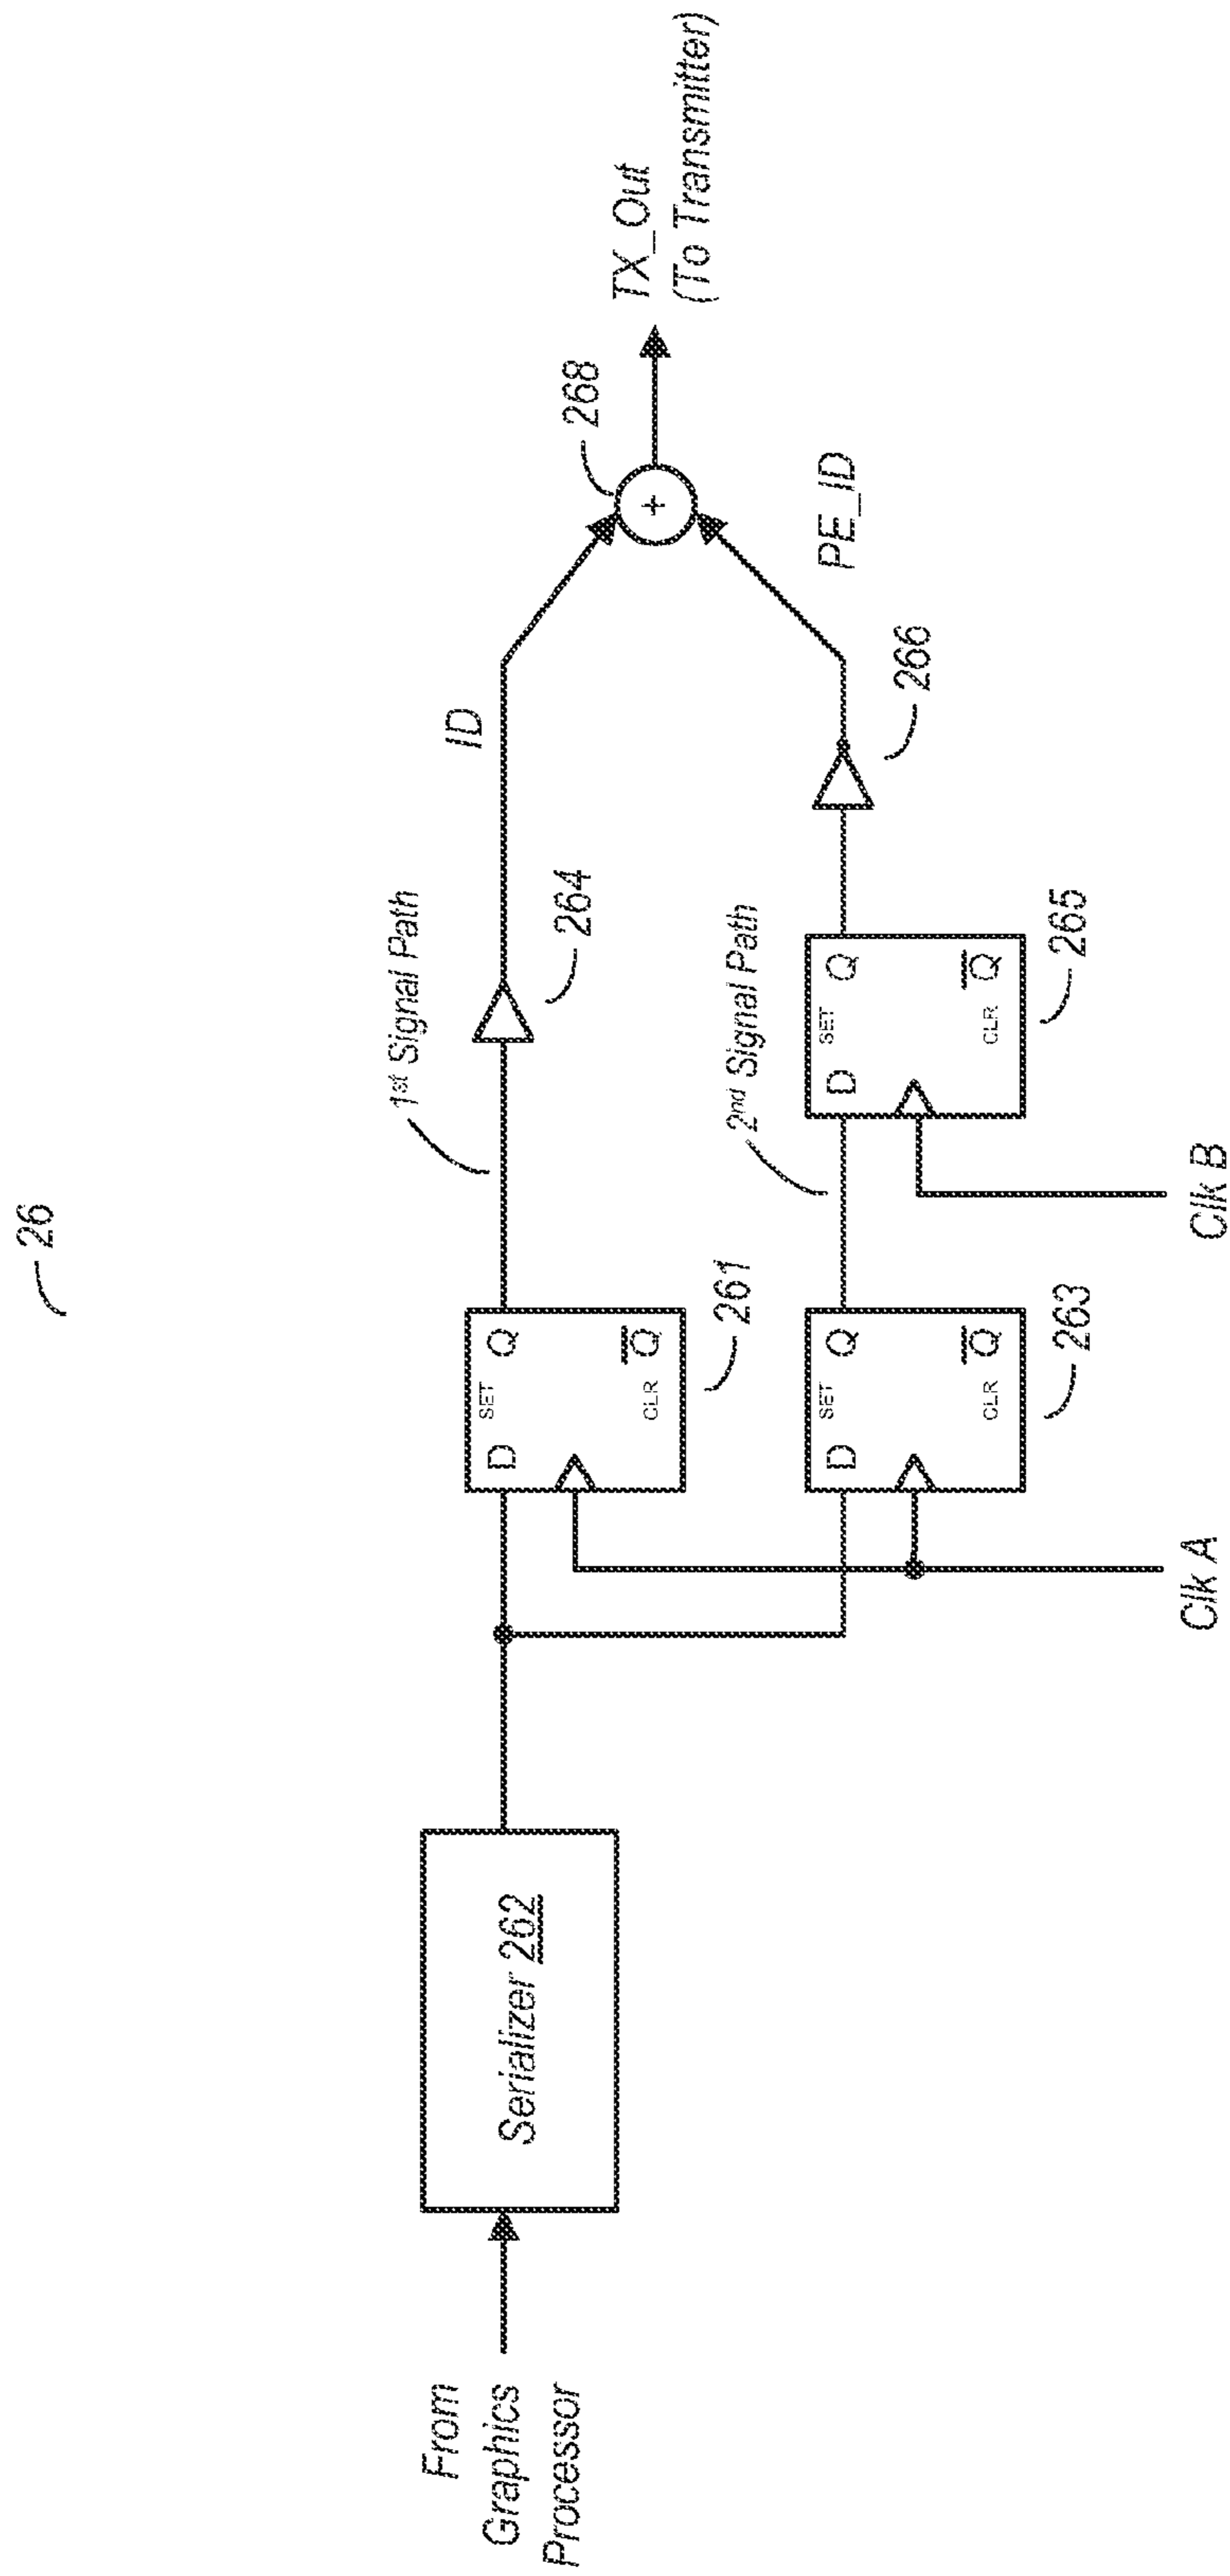 26
From
Graphics
Processor
Serializer 262
D SET Q
CLR Q̅
261
1st Signal Path
264
ID
D SET Q
CLR Q̅
263
2nd Signal Path
D SET Q
CLR Q̅
265
266
PE_ID
268
+
TX_Out
(To Transmitter)
Clk A
Clk B